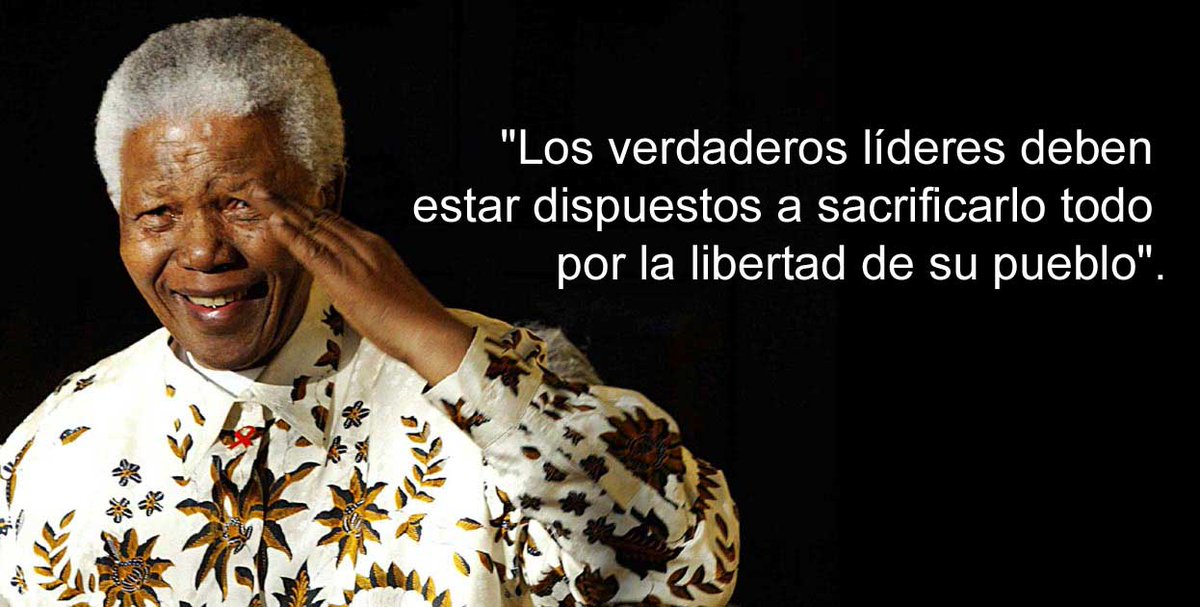 "Los verdaderos líderes deben
estar dispuestos a sacrificarlo todo
por la libertad de su pueblo".